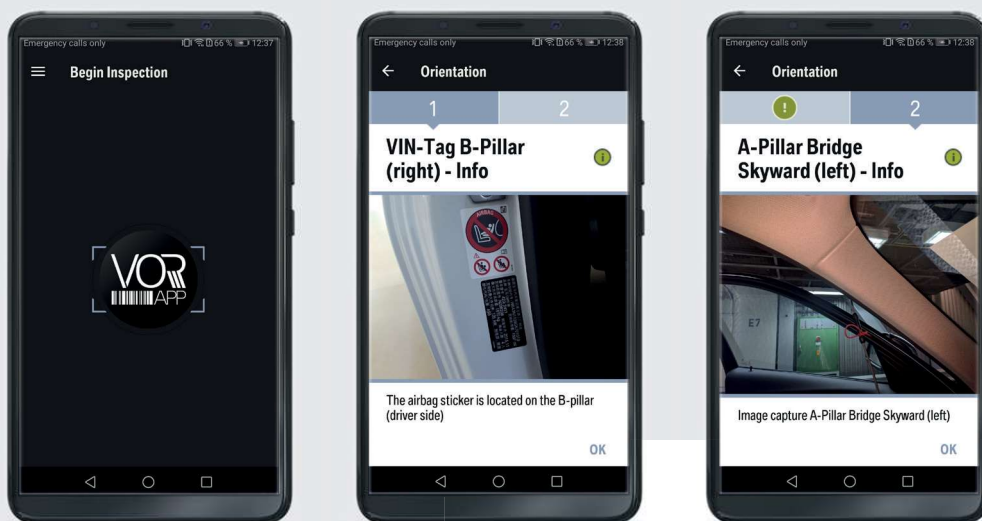 Emergency calls only
66 % 12:37
Begin Inspection
VOR
APP
Emergency calls only
66 % 12:38
Orientation
1 2
VIN-Tag B-Pillar
(right) - Info
i
AIRBAG
The airbag sticker is located on the B-pillar
(driver side)
OK
Emergency calls only
66 % 12:38
Orientation
! 2
A-Pillar Bridge
Skyward (left) - Info
i
E7
Image capture A-Pillar Bridge Skyward (left)
OK